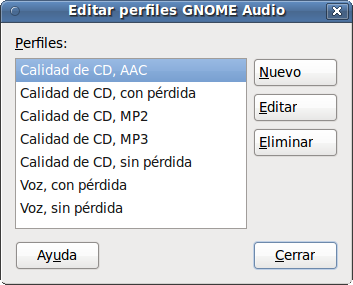 Editar perfiles GNOME Audio
Perfiles:
Calidad de CD, AAC
Calidad de CD, con pérdida
Calidad de CD, MP2
Calidad de CD, MP3
Calidad de CD, sin pérdida
Voz, con pérdida
Voz, sin pérdida
Nuevo
Editar
Eliminar
Ayuda
Cerrar